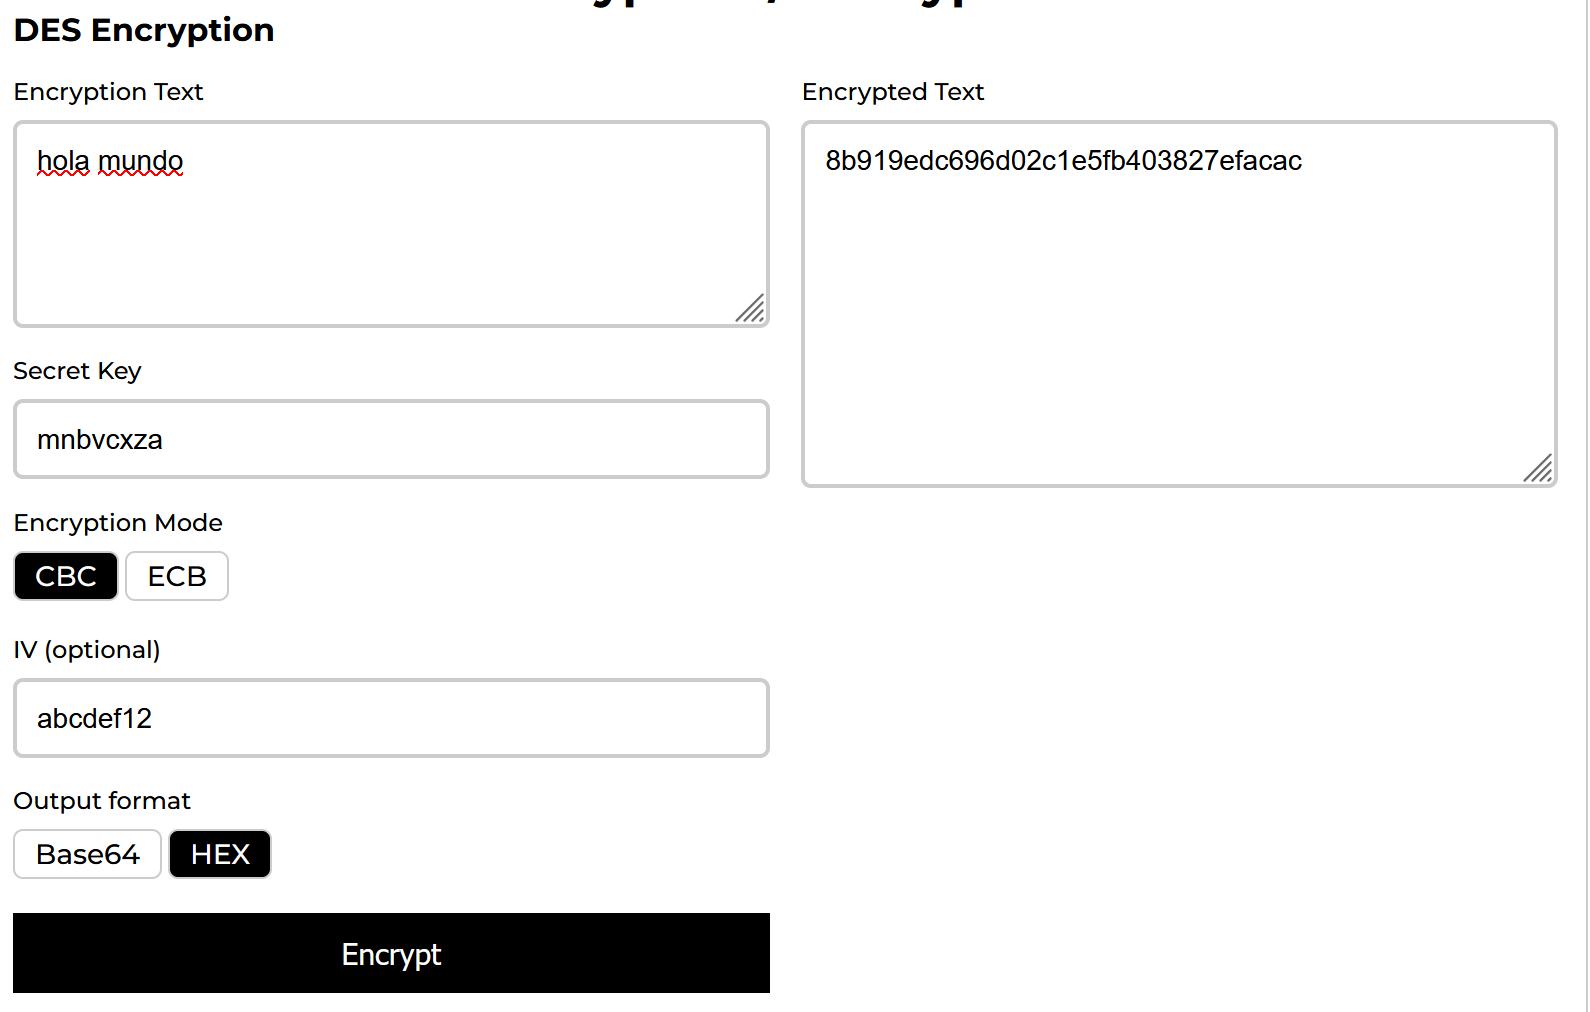 DES Encryption
Encryption Text
hola mundo
Secret Key
mnbvcxza
Encryption Mode
CBC ECB
IV (optional)
abcdef12
Output format
Base64 HEX
Encrypt
Encrypted Text
8b919edc696d02c1e5fb403827efacac